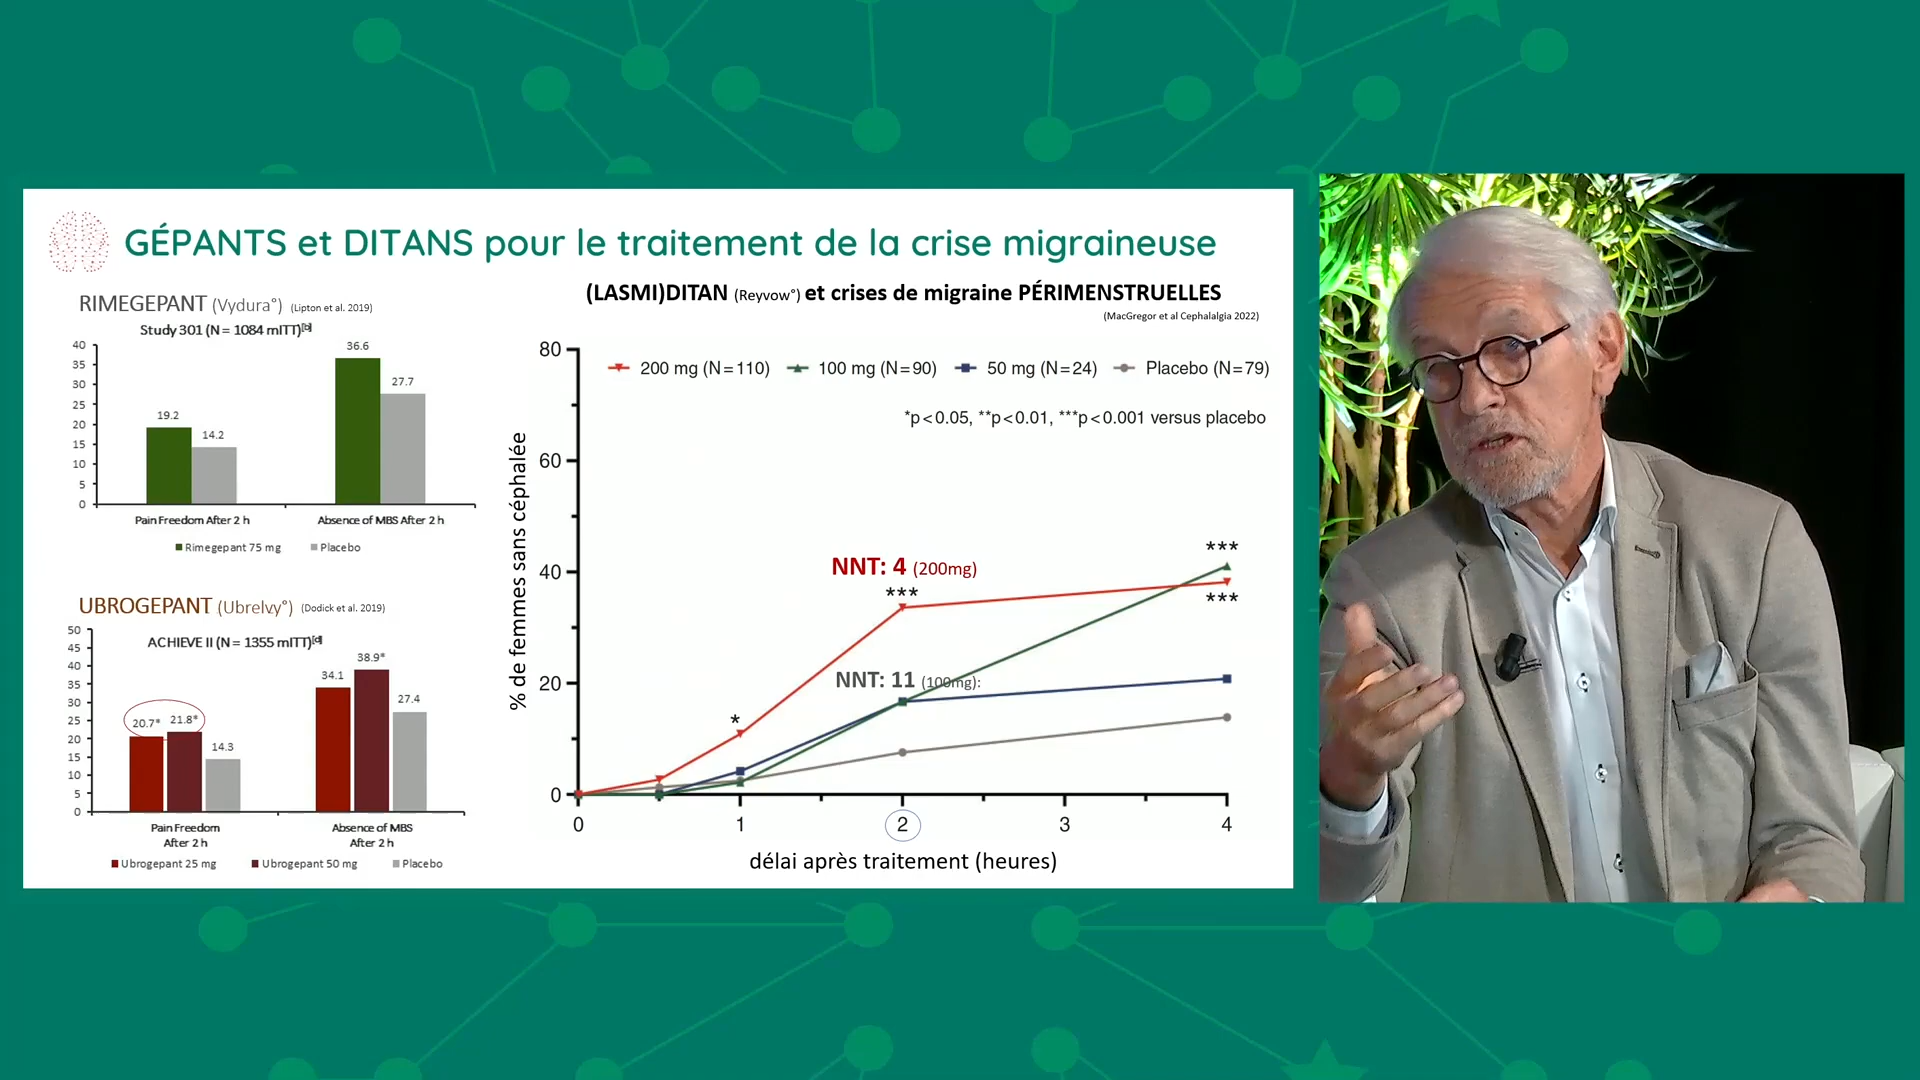 GÉPANTS et DITANS pour le traitement de la crise migraineuse
RIMEGEPANT (Vydura°) (Lipton et al. 2019)
Study 301 (N = 1084 mITT)[b]
40
35
30
25
20
15
10
5
0
19.2
14.2
36.6
27.7
Pain Freedom After 2 h
Absence of MBS After 2 h
Rimegepant 75 mg
Placebo
UBROGEPANT (Ubrelvy°) (Dodick et al. 2019)
ACHIEVE II (N = 1355 mITT)[d]
50
45
40
35
30
25
20
15
10
5
0
20.7*
21.8*
14.3
34.1
38.9*
27.4
Pain Freedom
After 2 h
Absence of MBS
After 2 h
Ubrogepant 25 mg
Ubrogepant 50 mg
Placebo
(LASMI)DITAN (Reyvow°) et crises de migraine PÉRIMENSTRUELLES
(MacGregor et al Cephalalgia 2022)
200 mg (N=110)
100 mg (N=90)
50 mg (N=24)
Placebo (N=79)
*p<0.05, **p<0.01, ***p<0.001 versus placebo
% de femmes sans céphalée
80
60
40
20
0
NNT: 4 (200mg)
***
NNT: 11 (100mg):
*
***
***
0
1
2
3
4
délai après traitement (heures)